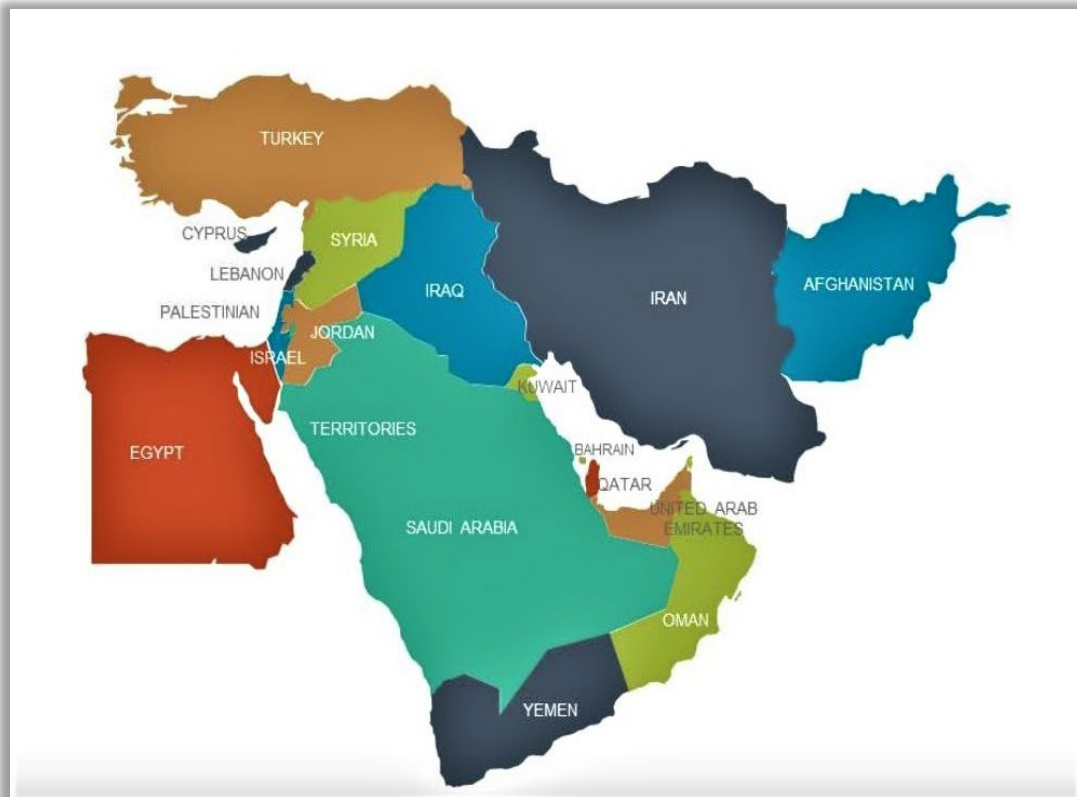 TURKEY
CYPRUS
SYRIA
LEBANON
IRAQ
IRAN
AFGHANISTAN
PALESTINIAN
JORDAN
ISRAEL
KUWAIT
TERRITORIES
EGYPT
BAHRAIN
QATAR
SAUDI ARABIA
UNITED ARAB
EMIRATES
OMAN
YEMEN